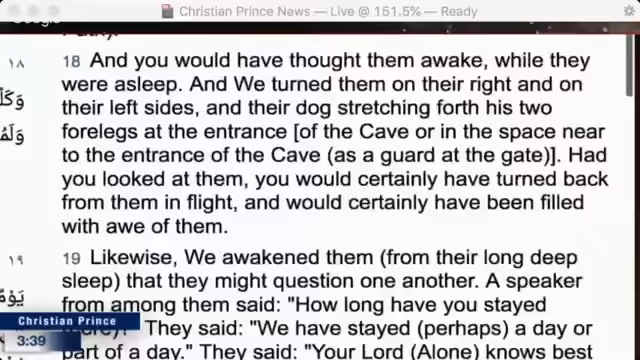 Christian Prince News — Live @ 151.5% — Ready
Google
18 And you would have thought them awake, while they
were asleep. And We turned them on their right and on
their left sides, and their dog stretching forth his two
forelegs at the entrance [of the Cave or in the space near
to the entrance of the Cave (as a guard at the gate)]. Had
you looked at them, you would certainly have turned back
from them in flight, and would certainly have been filled
with awe of them.
19 Likewise, We awakened them (from their long deep
sleep) that they might question one another. A speaker
from among them said: "How long have you stayed
They said: "We have stayed (perhaps) a day or
part of a day." They said: "Your Lord (Alone) knows best
١٨
١٩
Christian Prince
3:39